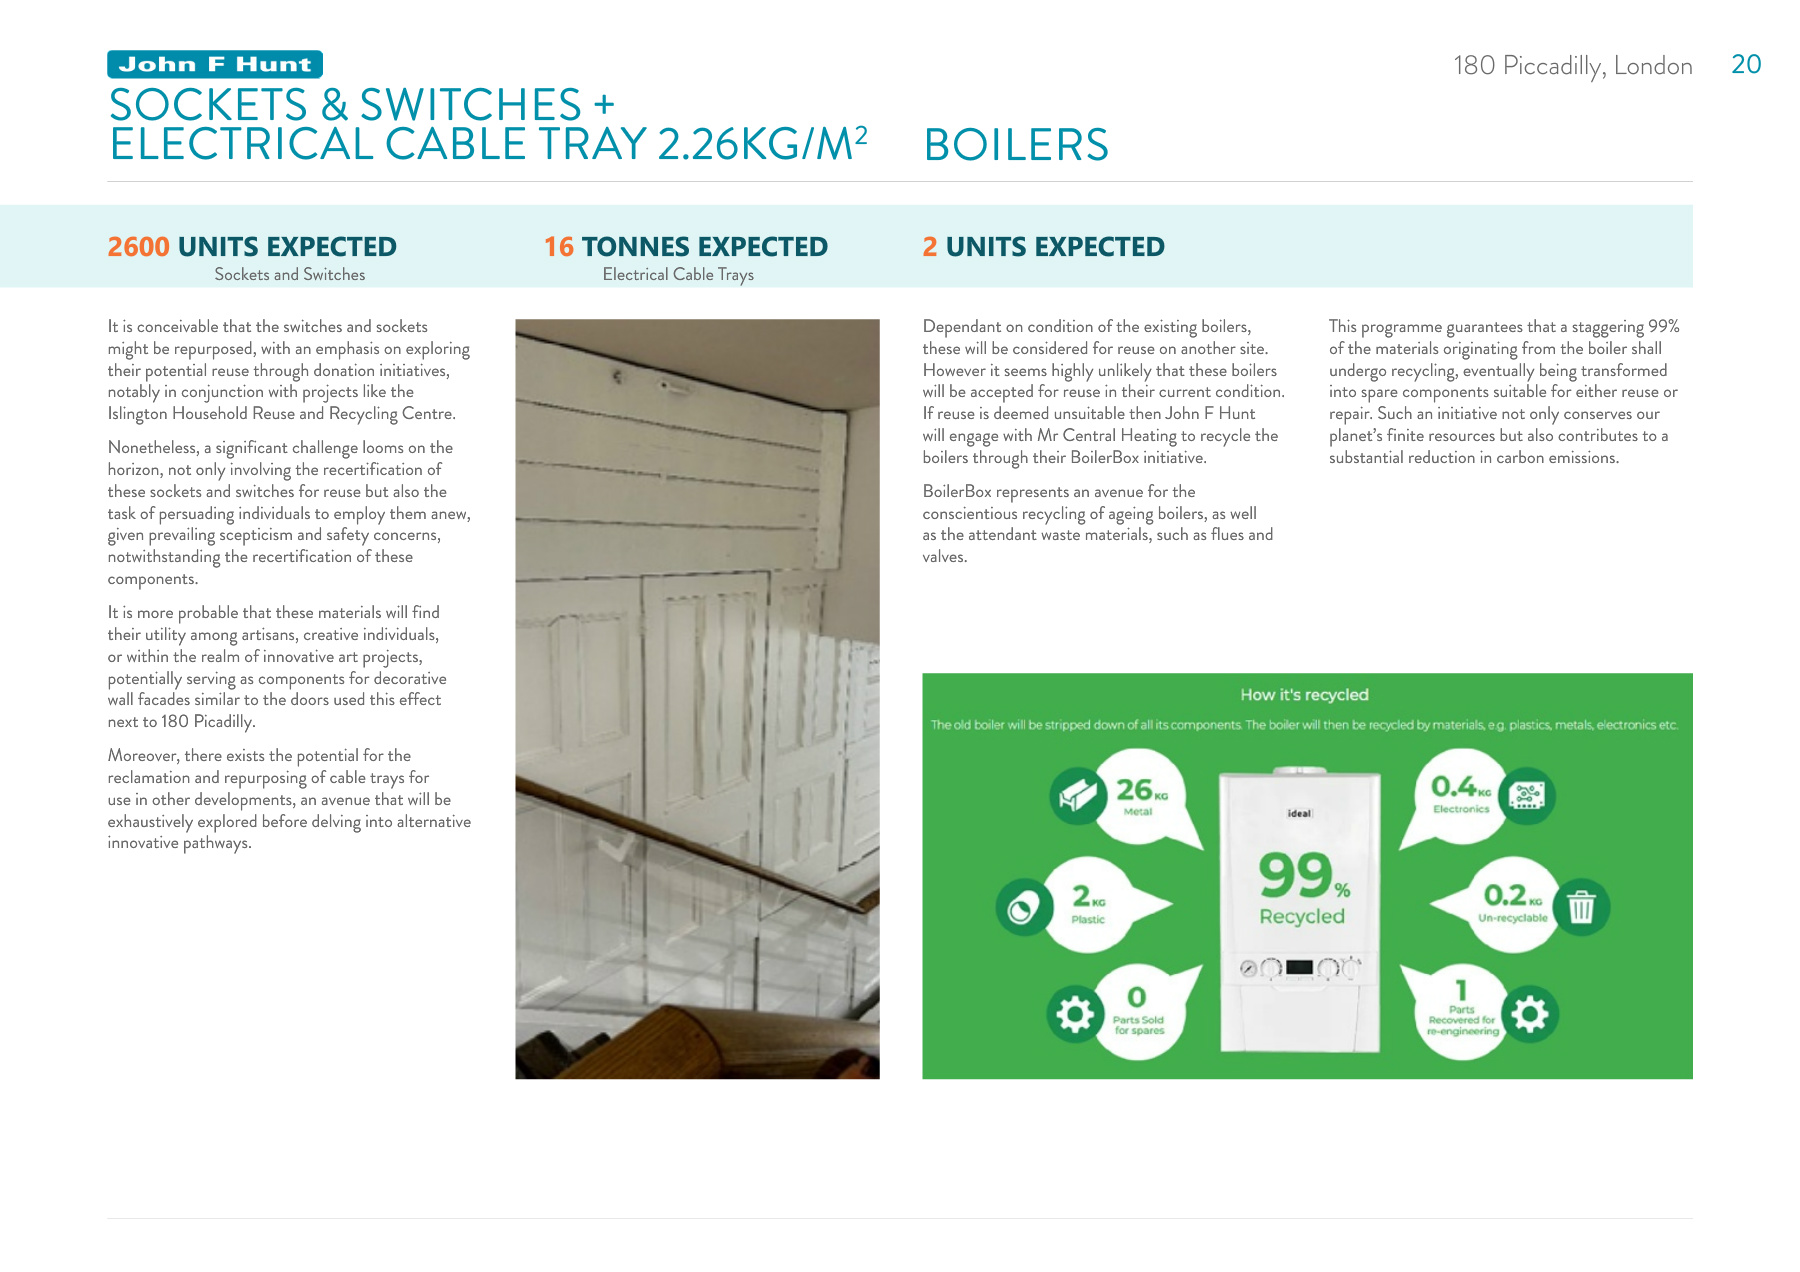 John F Hunt
180 Piccadilly, London
20
SOCKETS & SWITCHES +
ELECTRICAL CABLE TRAY 2.26KG/M²
BOILERS
2600 UNITS EXPECTED
Sockets and Switches
16 TONNES EXPECTED
Electrical Cable Trays
2 UNITS EXPECTED
It is conceivable that the switches and sockets
might be repurposed, with an emphasis on exploring
their potential reuse through donation initiatives,
notably in conjunction with projects like the
Islington Household Reuse and Recycling Centre.
Nonetheless, a significant challenge looms on the
horizon, not only involving the recertification of
these sockets and switches for reuse but also the
task of persuading individuals to employ them anew,
given prevailing scepticism and safety concerns,
notwithstanding the recertification of these
components.
It is more probable that these materials will find
their utility among artisans, creative individuals,
or within the realm of innovative art projects,
potentially serving as components for decorative
wall facades similar to the doors used this effect
next to 180 Picadilly.
Moreover, there exists the potential for the
reclamation and repurposing of cable trays for
use in other developments, an avenue that will be
exhaustively explored before delving into alternative
innovative pathways.
Dependant on condition of the existing boilers,
these will be considered for reuse on another site.
However it seems highly unlikely that these boilers
will be accepted for reuse in their current condition.
If reuse is deemed unsuitable then John F Hunt
will engage with Mr Central Heating to recycle the
boilers through their BoilerBox initiative.
BoilerBox represents an avenue for the
conscientious recycling of ageing boilers, as well
as the attendant waste materials, such as flues and
valves.
This programme guarantees that a staggering 99%
of the materials originating from the boiler shall
undergo recycling, eventually being transformed
into spare components suitable for either reuse or
repair. Such an initiative not only conserves our
planet's finite resources but also contributes to a
substantial reduction in carbon emissions.
How it's recycled
The old boiler will be stripped down of all its components. The boiler will then be recycled by materials, e.g. plastics, metals, electronics etc.
26 KG
Metal
2 KG
Plastic
0
Parts Sold
for spares
ideal
99%
Recycled
0.4 KG
Electronics
0.2 KG
Un-recyclable
1
Parts
Recovered for
re-engineering